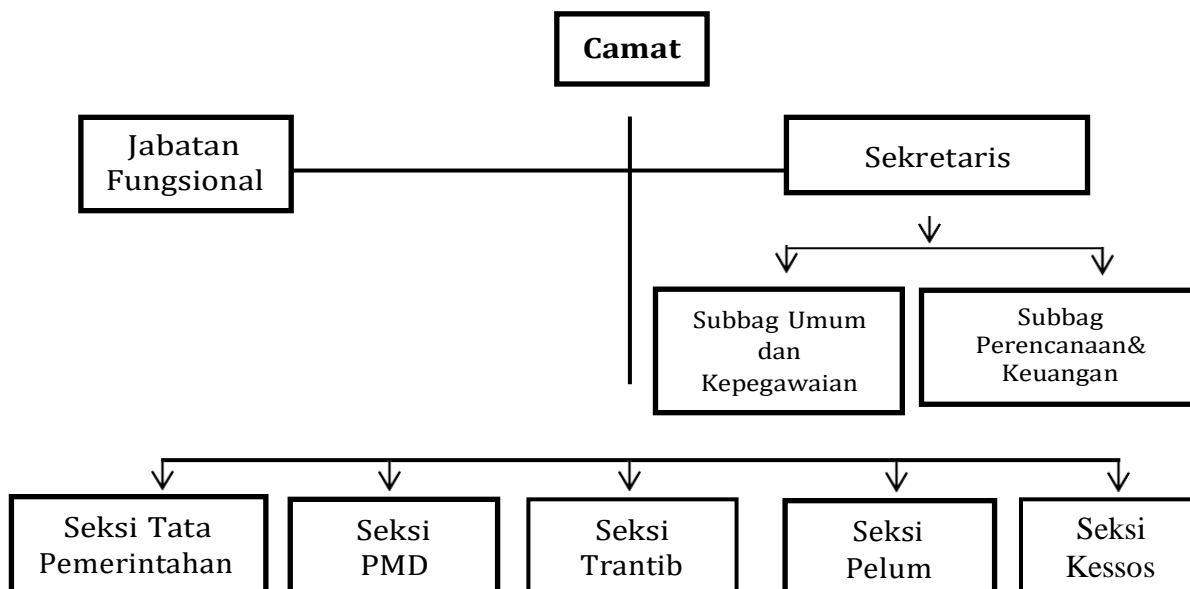 Camat
Jabatan
Fungsional
Sekretaris
Subbag Umum
dan
Kepegawaian
Subbag
Perencanaan&
Keuangan
Seksi Tata
Pemerintahan
Seksi
PMD
Seksi
Trantib
Seksi
Pelum
Seksi
Kessos